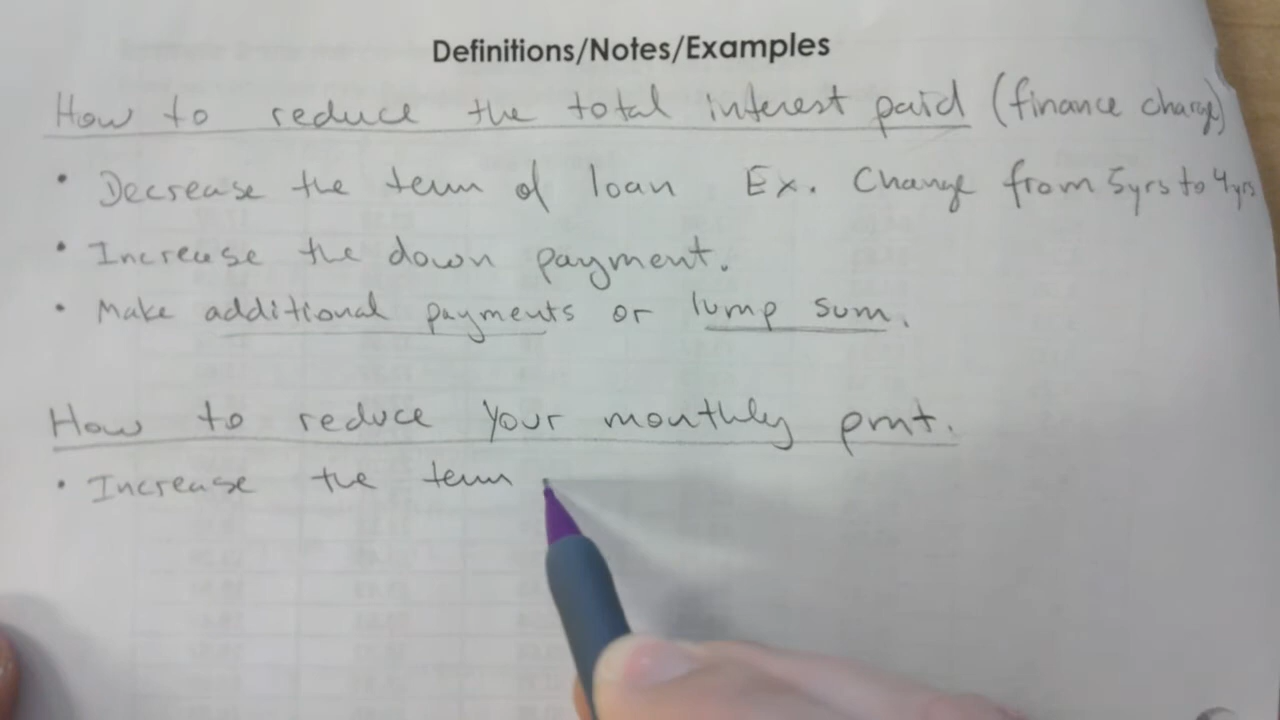 Definitions/Notes/Examples
How to reduce the total interest paid (finance charge)
• Decrease the term of loan Ex. Change from 5yrs to 4yrs
• Increase the down payment.
• Make additional payments or lump sum.
How to reduce your monthly pmt.
• Increase the term